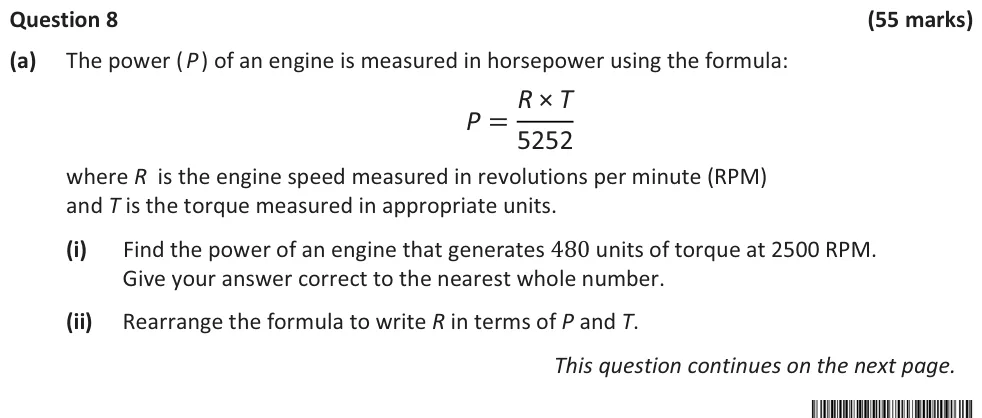 Question 8 (55 marks)
(a) The power (P) of an engine is measured in horsepower using the formula:
P = R × T / 5252
where R is the engine speed measured in revolutions per minute (RPM)
and T is the torque measured in appropriate units.
(i) Find the power of an engine that generates 480 units of torque at 2500 RPM.
Give your answer correct to the nearest whole number.
(ii) Rearrange the formula to write R in terms of P and T.
This question continues on the next page.